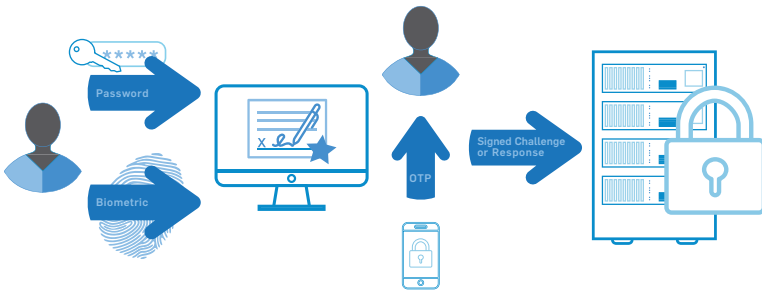 *****
Password
Biometric
X
OTP
Signed Challenge
or Response